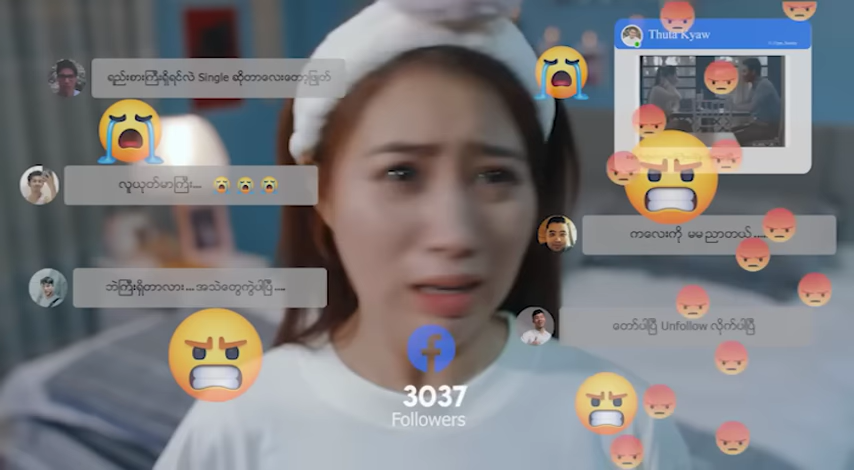 Thuta Kyaw
ရည်းစားကြီးရှိရင်လဲ Single ဆိုတာလေးတော့ဖြုတ်
လူယုတ်မာကြီး...
ကလေးကို မမညာတယ်.....
ဘဲကြီးရှိတာလား... အသဲတွေကွဲပါပြီ....
တော်ပါပြီ Unfollow လိုက်ပါပြီ
3037
Followers